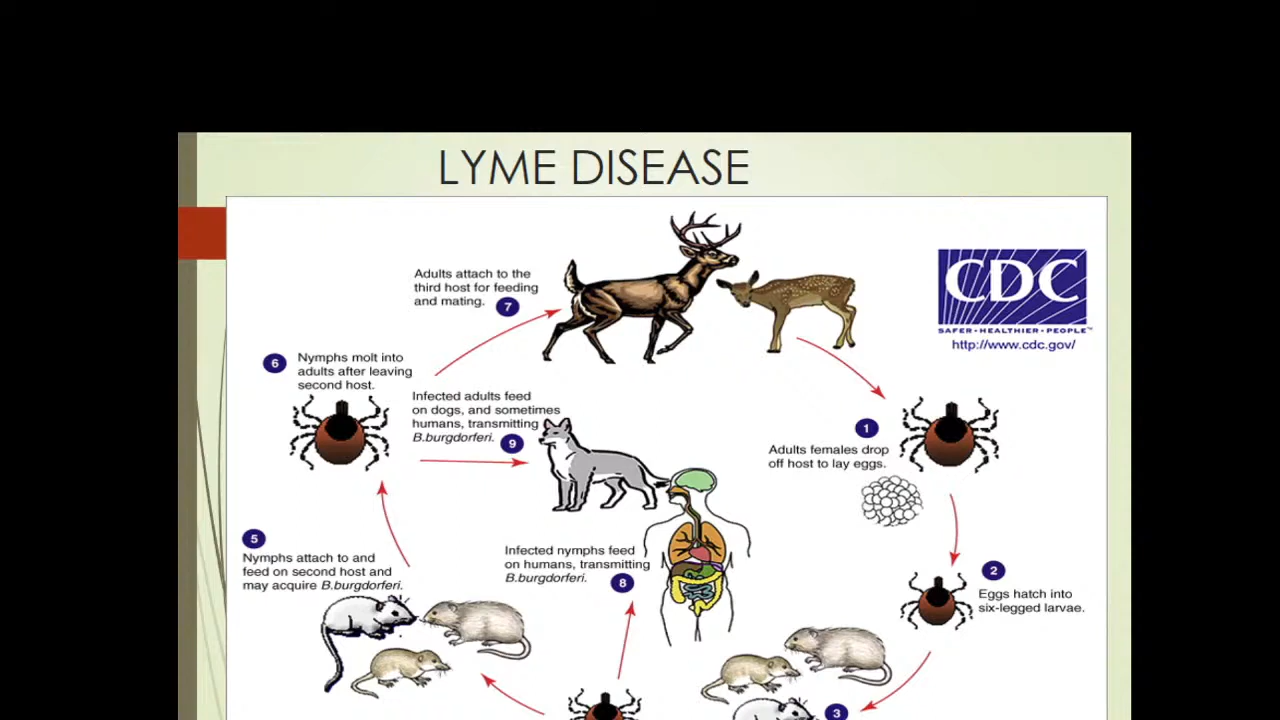 LYME DISEASE
Adults attach to the
third host for feeding
and mating.
7
CDC
SAFER • HEALTHIER • PEOPLE™
http://www.cdc.gov/
6
Nymphs molt into
adults after leaving
second host.
Infected adults feed
on dogs, and sometimes
humans, transmitting
B.burgdorferi.
9
1
Adults females drop
off host to lay eggs.
5
Nymphs attach to and
feed on second host and
may acquire B.burgdorferi.
Infected nymphs feed
on humans, transmitting
B.burgdorferi.
8
2
Eggs hatch into
six-legged larvae.
3